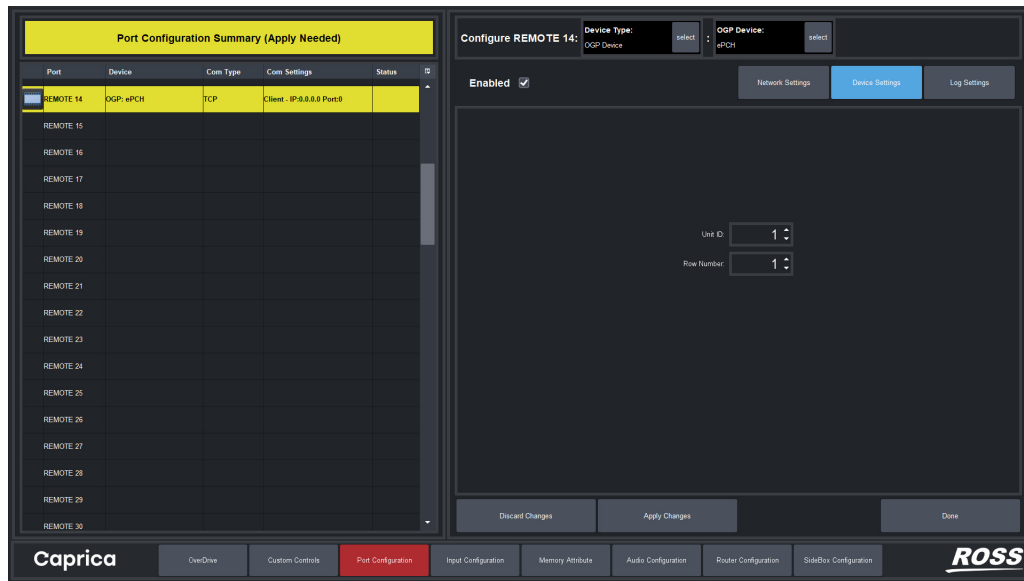 Port Configuration Summary (Apply Needed)
Port Device Com Type Com Settings Status
REMOTE 14 OGP: ePCH TCP Client - IP:0.0.0.0 Port:0
REMOTE 15
REMOTE 16
REMOTE 17
REMOTE 18
REMOTE 19
REMOTE 20
REMOTE 21
REMOTE 22
REMOTE 23
REMOTE 24
REMOTE 25
REMOTE 26
REMOTE 27
REMOTE 28
REMOTE 29
REMOTE 30
Configure REMOTE 14: Device Type: OGP Device select : OGP Device: ePCH select
Enabled Network Settings Device Settings Log Settings
Unit ID: 1
Row Number: 1
Discard Changes Apply Changes Done
Caprica OverDrive Custom Controls Port Configuration Input Configuration Memory Attribute Audio Configuration Router Configuration SideBox Configuration ROSS